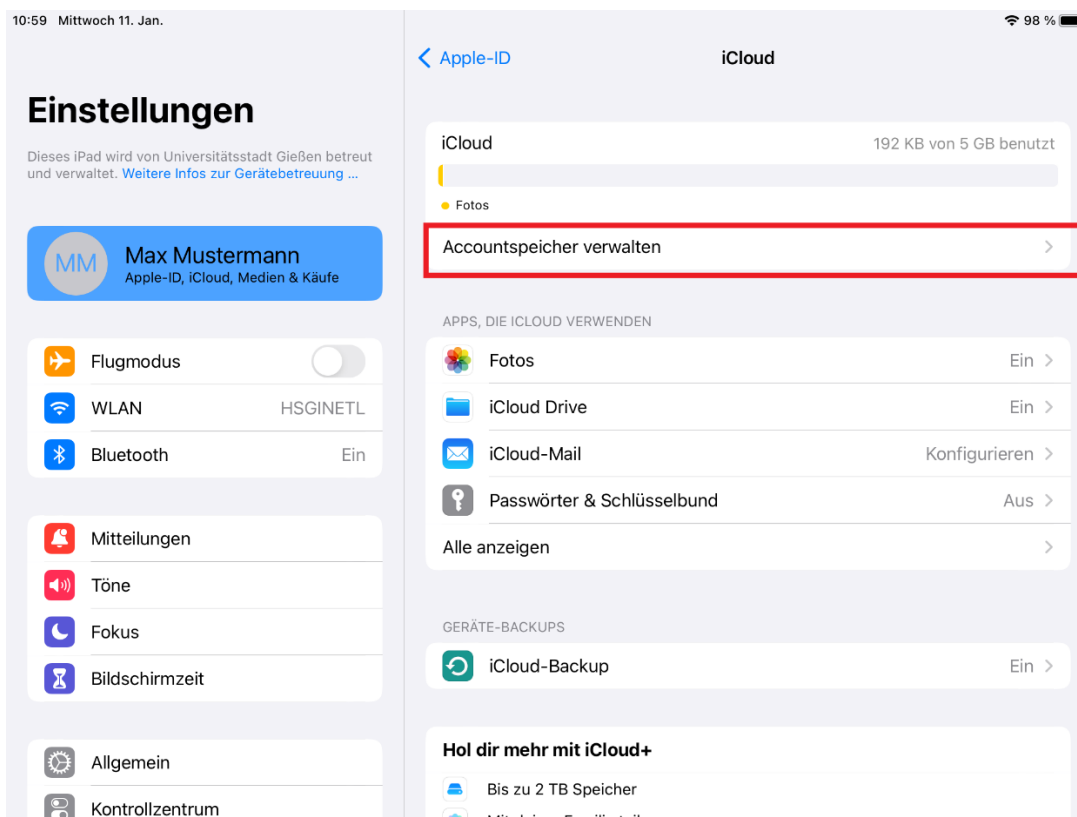 10:59 Mittwoch 11. Jan.
98 %
Einstellungen
Dieses iPad wird von Universitätsstadt Gießen betreut
und verwaltet. Weitere Infos zur Gerätebetreuung ...
MM
Max Mustermann
Apple-ID, iCloud, Medien & Käufe
Flugmodus
WLAN HSGINETL
Bluetooth Ein
Mitteilungen
Töne
Fokus
Bildschirmzeit
Allgemein
Kontrollzentrum
Apple-ID
iCloud
iCloud 192 KB von 5 GB benutzt
Fotos
Accountspeicher verwalten
APPS, DIE ICLOUD VERWENDEN
Fotos Ein
iCloud Drive Ein
iCloud-Mail Konfigurieren
Passwörter & Schlüsselbund Aus
Alle anzeigen
GERÄTE-BACKUPS
iCloud-Backup Ein
Hol dir mehr mit iCloud+
Bis zu 2 TB Speicher